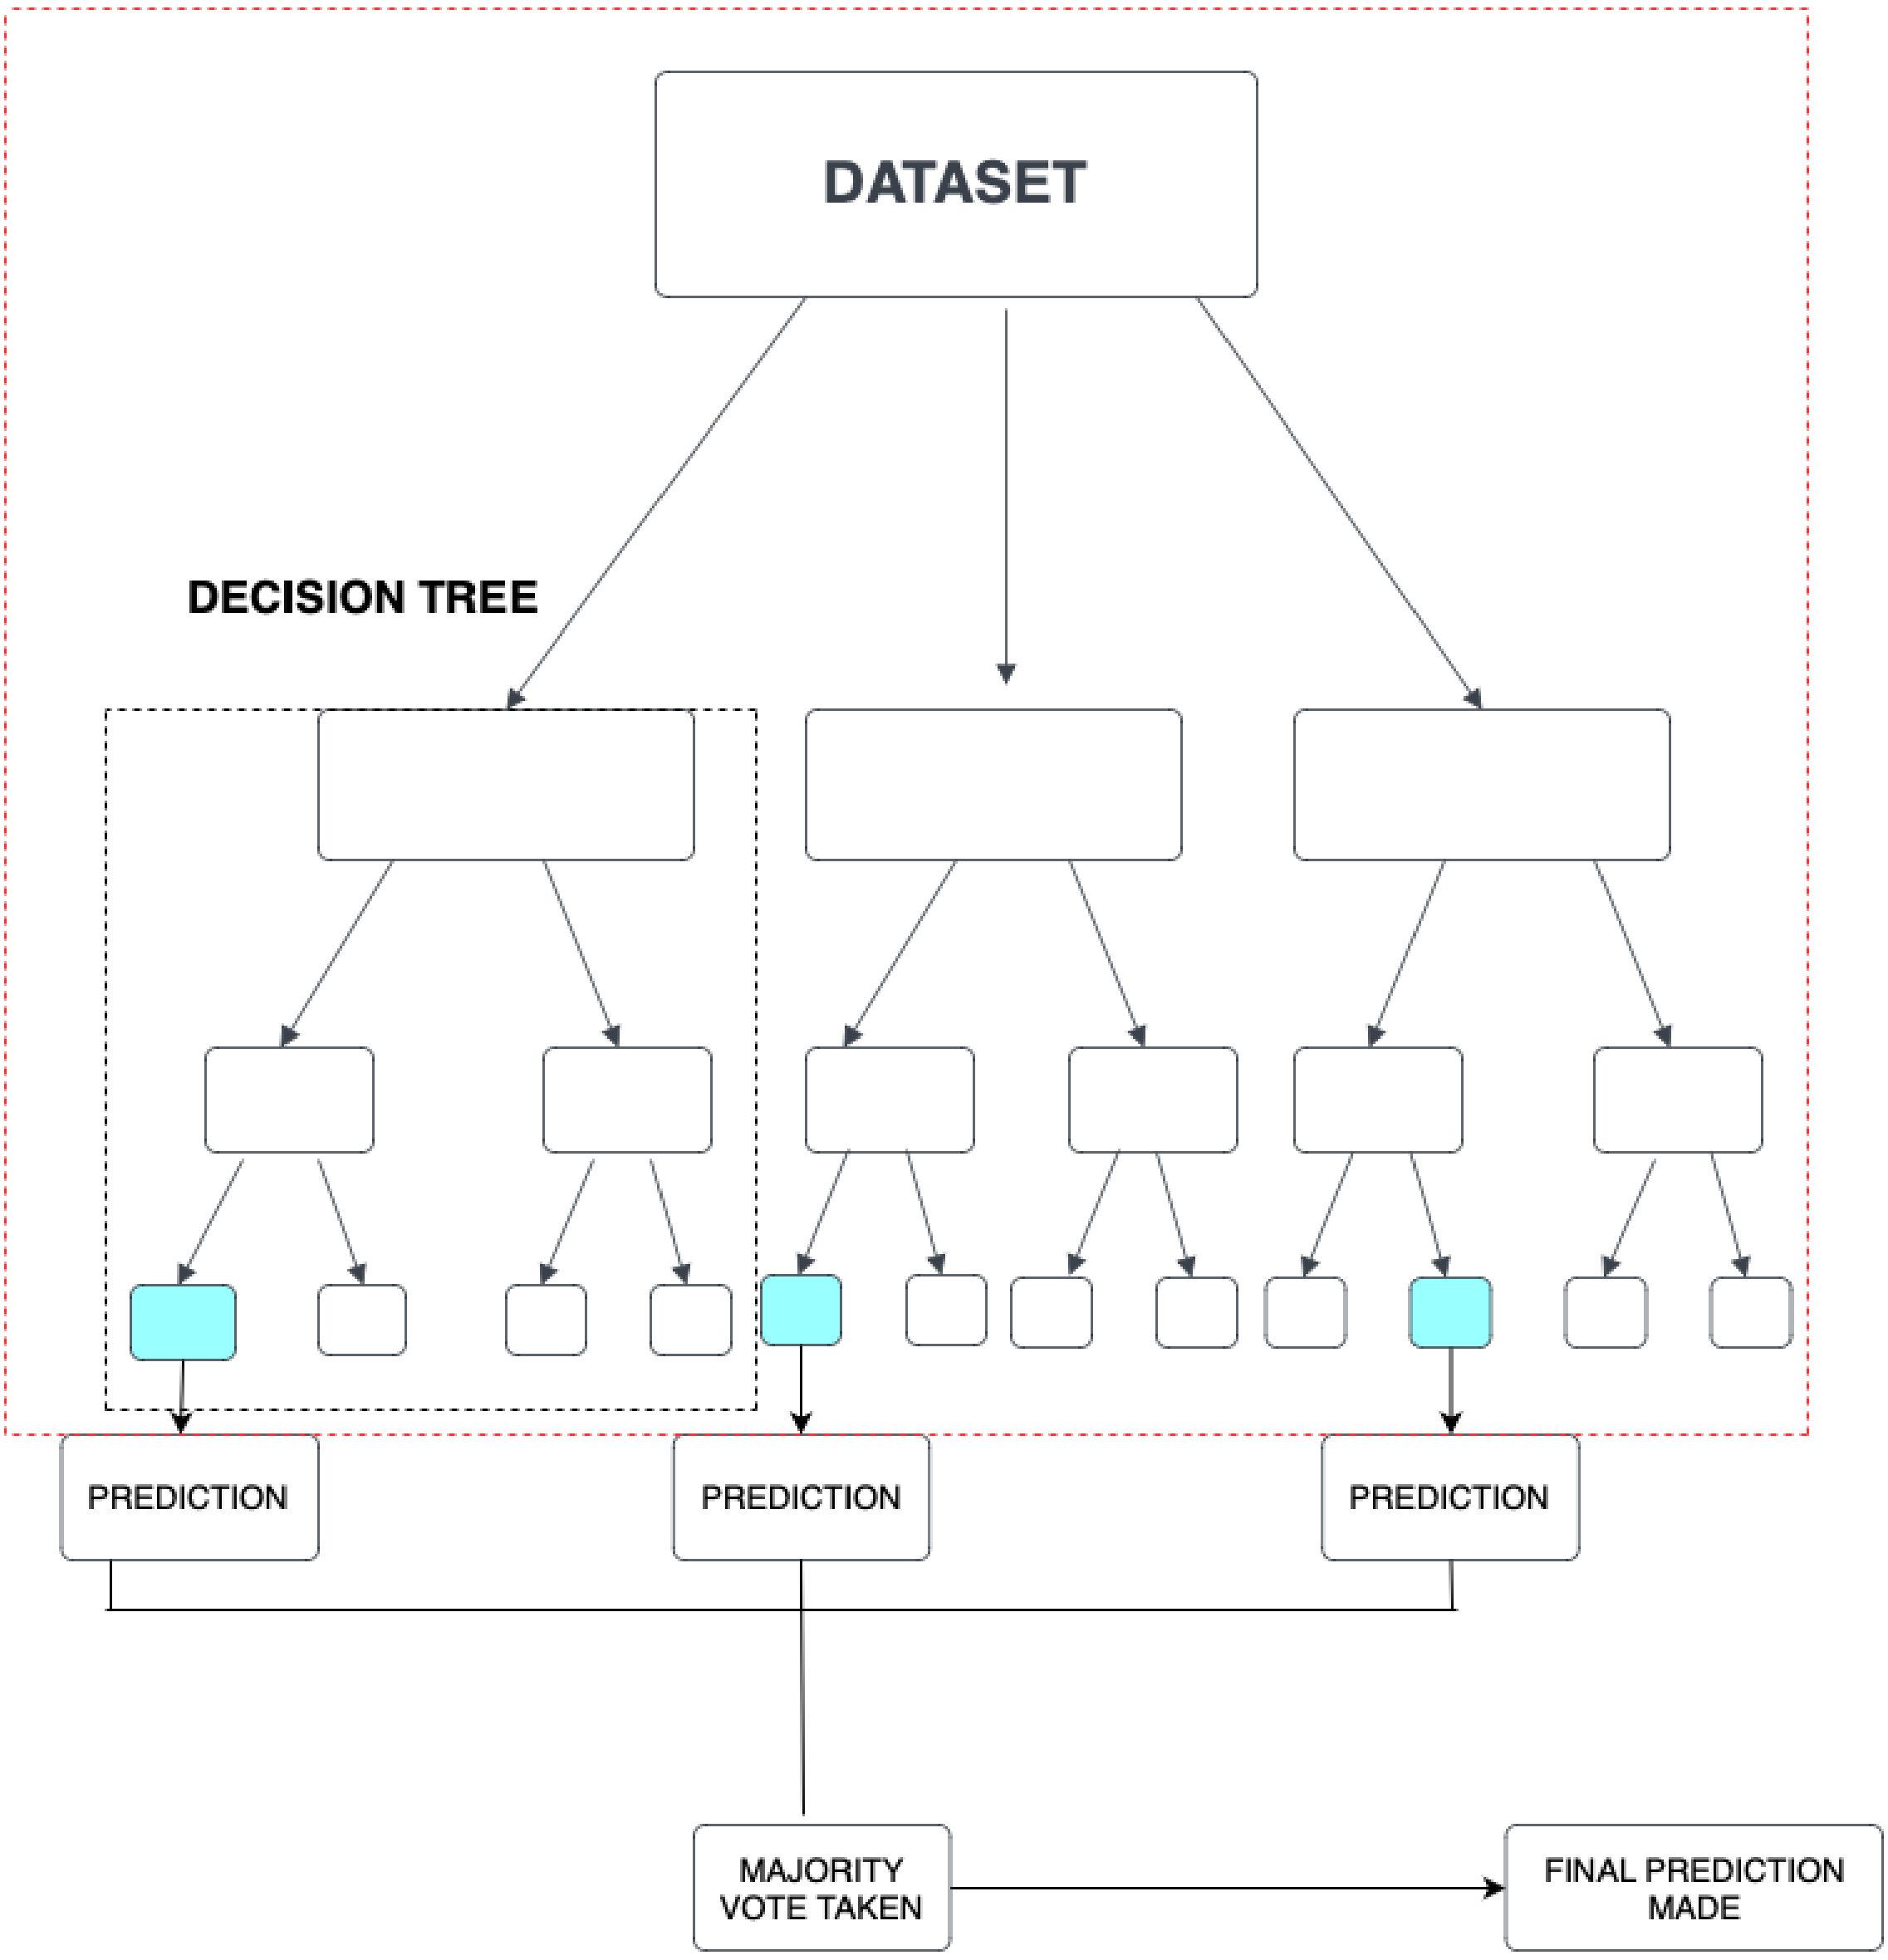 DATASET
DECISION TREE
PREDICTION
PREDICTION
PREDICTION
MAJORITY
VOTE TAKEN
FINAL PREDICTION
MADE